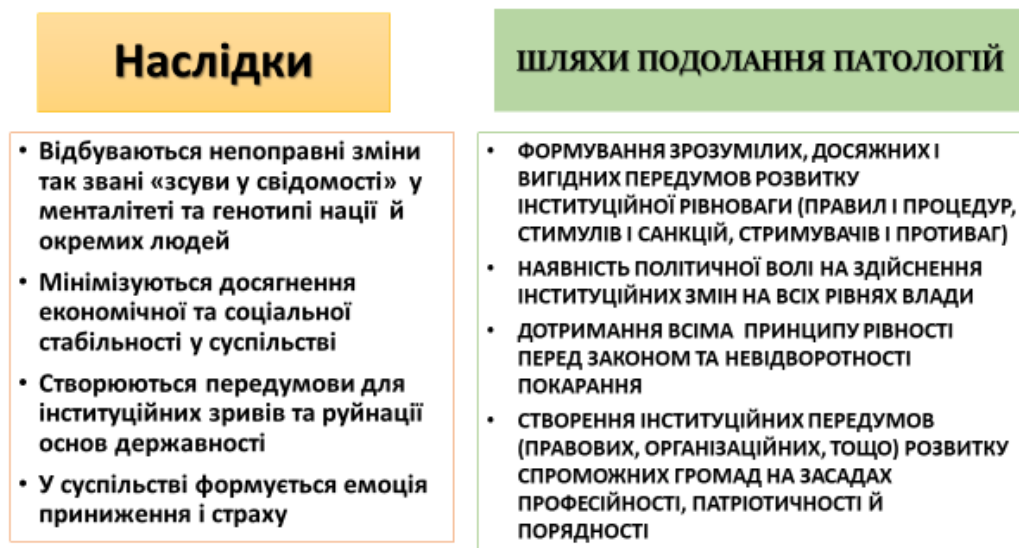 Наслідки
• Відбуваються непоправні зміни
так звані «зсуви у свідомості» у
менталітеті та генотипі нації й
окремих людей
• Мінімізуються досягнення
економічної та соціальної
стабільності у суспільстві
• Створюються передумови для
інституційних зривів та руйнації
основ державності
• У суспільстві формується емоція
приниження і страху
ШЛЯХИ ПОДОЛАННЯ ПАТОЛОГІЙ
• ФОРМУВАННЯ ЗРОЗУМІЛИХ, ДОСЯЖНИХ І
ВИГІДНИХ ПЕРЕДУМОВ РОЗВИТКУ
ІНСТИТУЦІЙНОЇ РІВНОВАГИ (ПРАВИЛ І ПРОЦЕДУР,
СТИМУЛІВ І САНКЦІЙ, СТРИМУВАЧІВ І ПРОТИВАГ)
• НАЯВНІСТЬ ПОЛІТИЧНОЇ ВОЛІ НА ЗДІЙСНЕННЯ
ІНСТИТУЦІЙНИХ ЗМІН НА ВСІХ РІВНЯХ ВЛАДИ
• ДОТРИМАННЯ ВСІМА ПРИНЦИПУ РІВНОСТІ
ПЕРЕД ЗАКОНОМ ТА НЕВІДВОРОТНОСТІ
ПОКАРАННЯ
• СТВОРЕННЯ ІНСТИТУЦІЙНИХ ПЕРЕДУМОВ
(ПРАВОВИХ, ОРГАНІЗАЦІЙНИХ, ТОЩО) РОЗВИТКУ
СПРОМОЖНИХ ГРОМАД НА ЗАСАДАХ
ПРОФЕСІЙНОСТІ, ПАТРІОТИЧНОСТІ Й
ПОРЯДНОСТІ